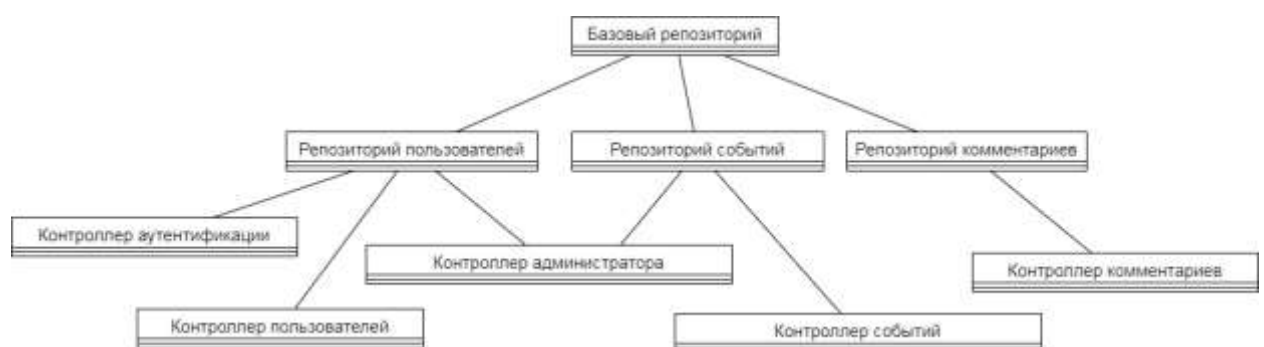 Базовый репозиторий
Репозиторий пользователей
Репозиторий событий
Репозиторий комментариев
Контроллер аутентификации
Контроллер администратора
Контроллер комментариев
Контроллер пользователей
Контроллер событий